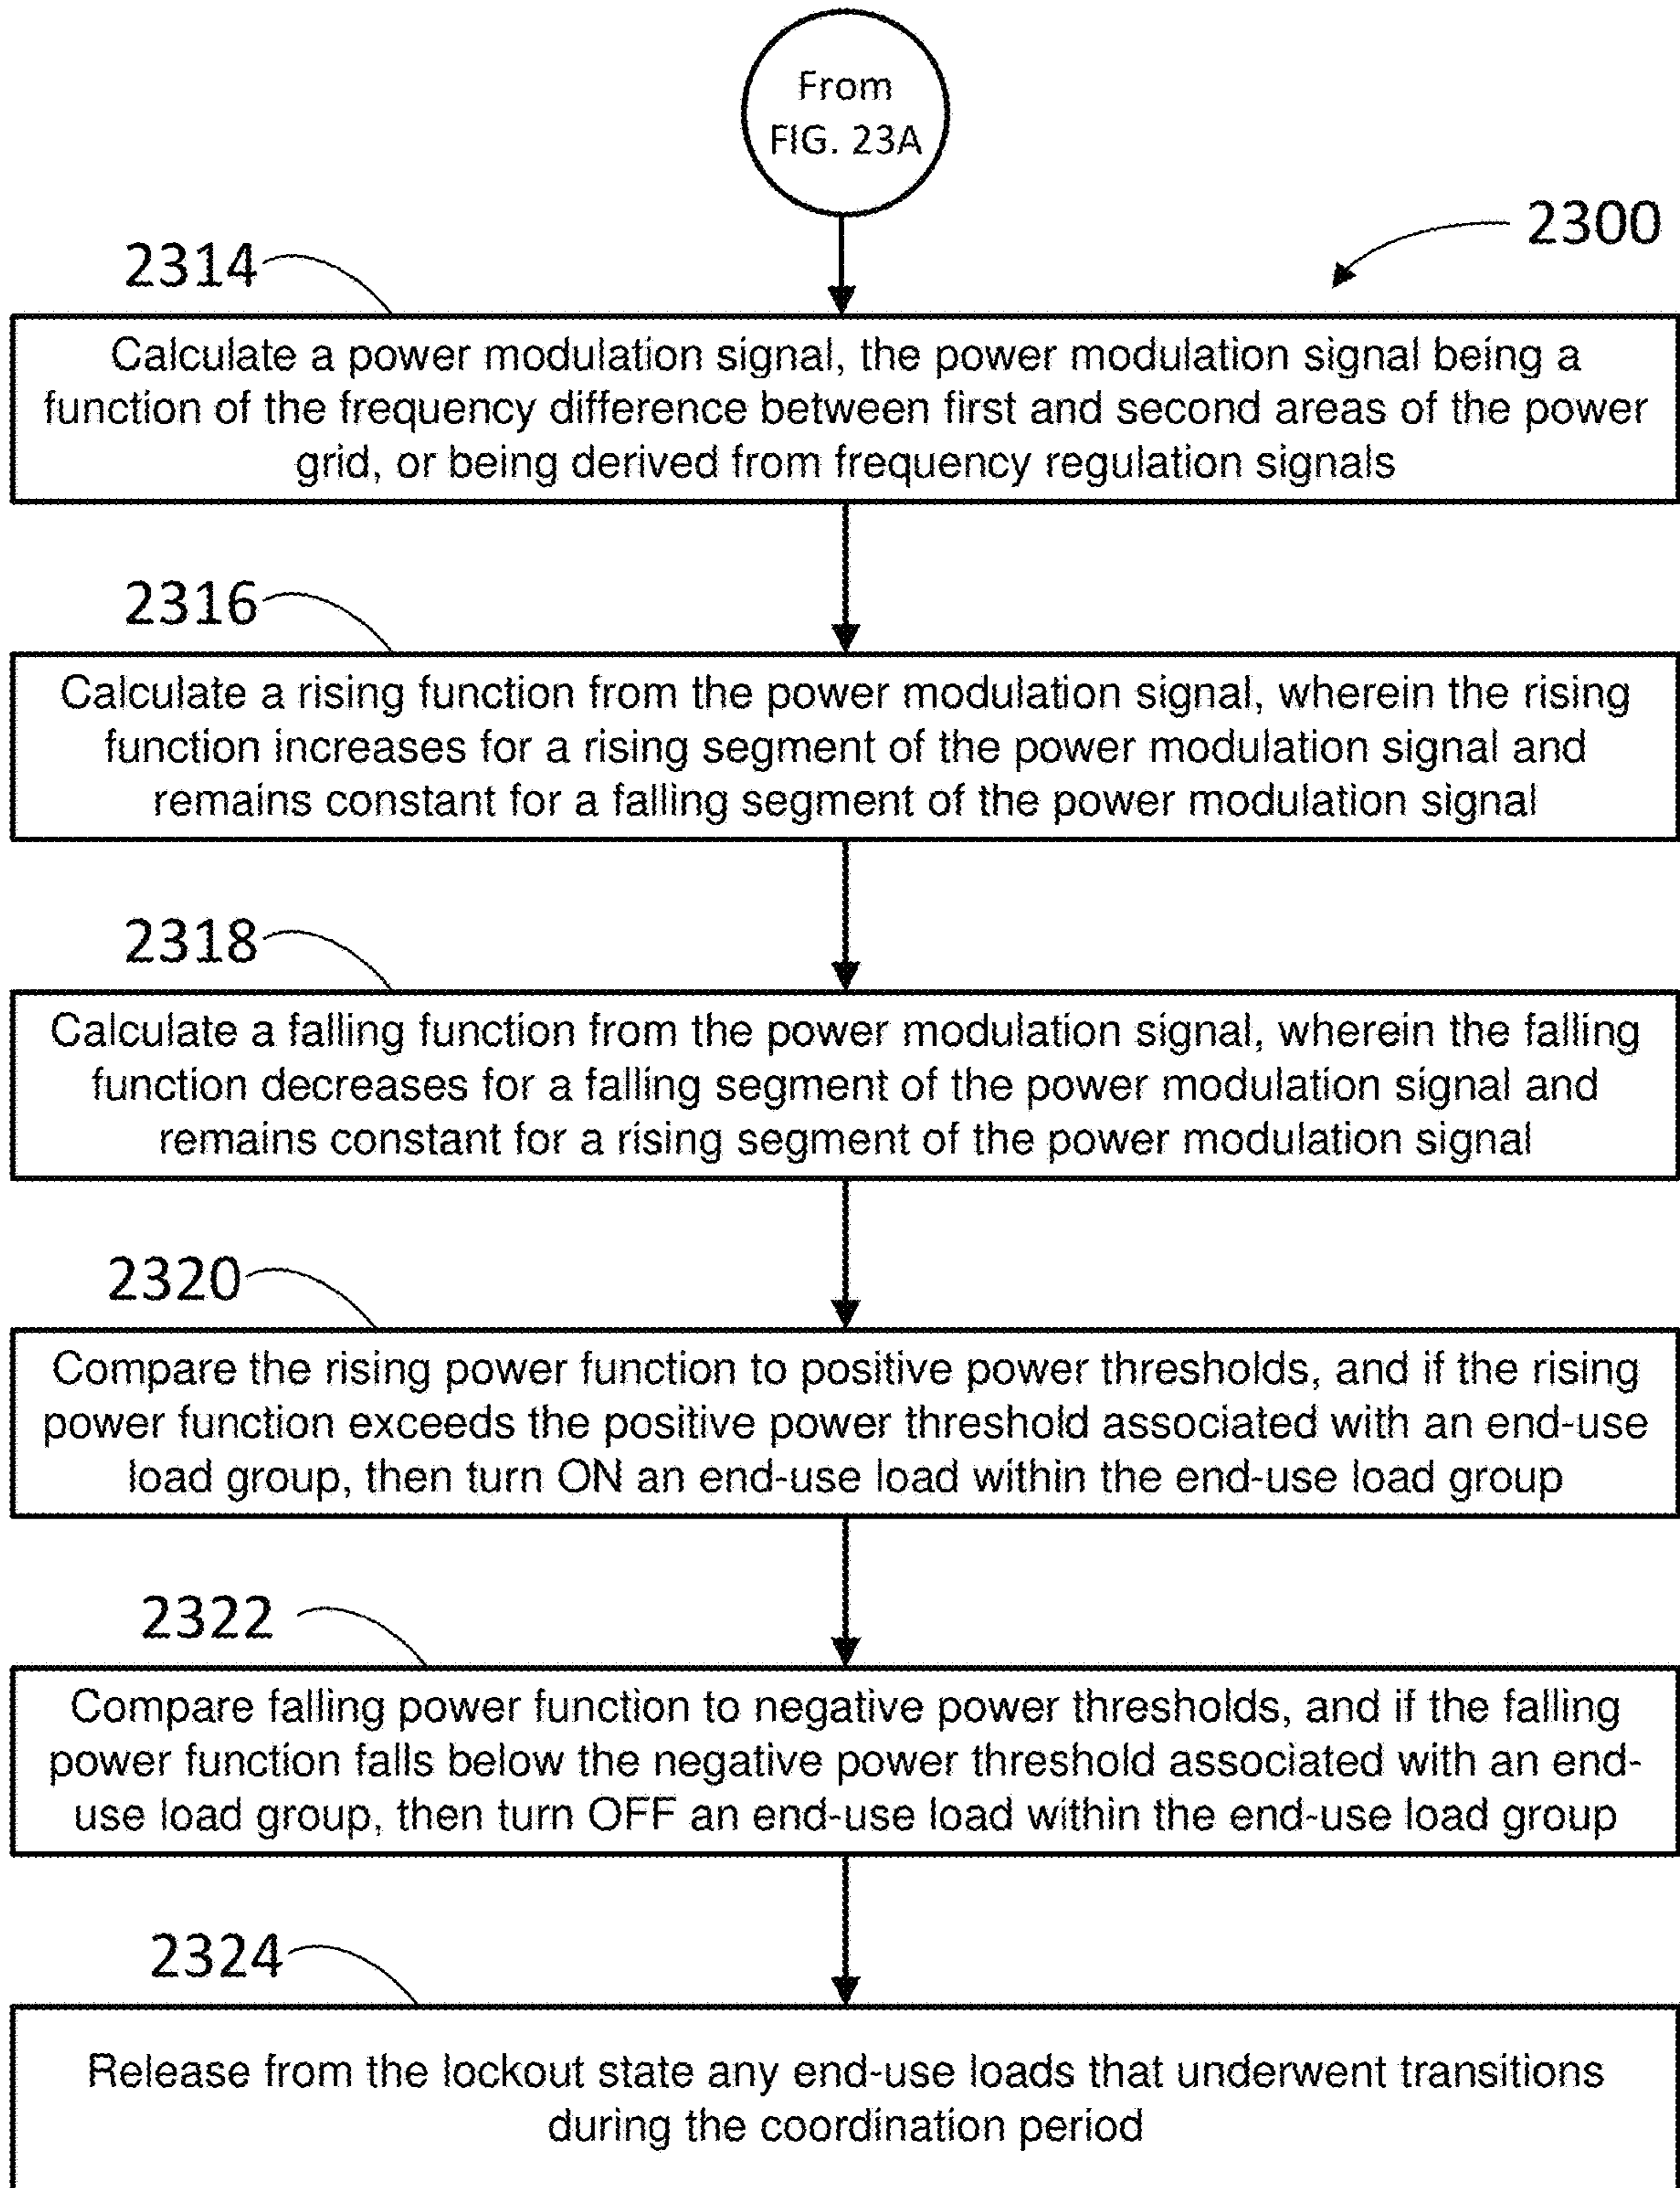 From
FIG. 23A
2300
2314
Calculate a power modulation signal, the power modulation signal being a
function of the frequency difference between first and second areas of the power
grid, or being derived from frequency regulation signals
2316
Calculate a rising function from the power modulation signal, wherein the rising
function increases for a rising segment of the power modulation signal and
remains constant for a falling segment of the power modulation signal
2318
Calculate a falling function from the power modulation signal, wherein the falling
function decreases for a falling segment of the power modulation signal and
remains constant for a rising segment of the power modulation signal
2320
Compare the rising power function to positive power thresholds, and if the rising
power function exceeds the positive power threshold associated with an end-use
load group, then turn ON an end-use load within the end-use load group
2322
Compare falling power function to negative power thresholds, and if the falling
power function falls below the negative power threshold associated with an end-
use load group, then turn OFF an end-use load within the end-use load group
2324
Release from the lockout state any end-use loads that underwent transitions
during the coordination period